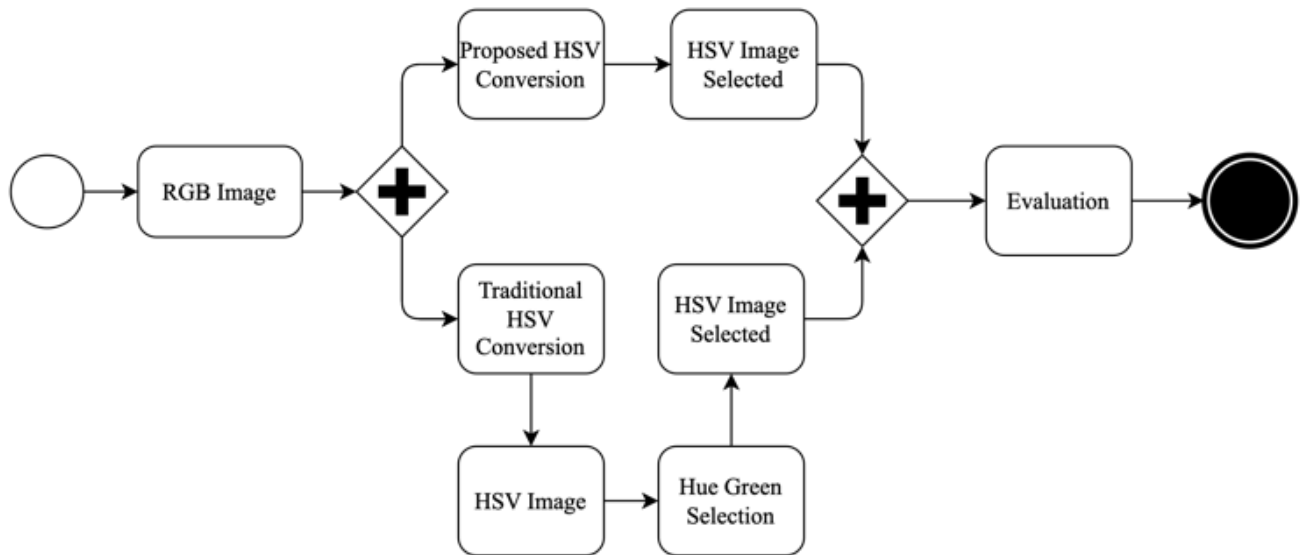 RGB Image
Proposed HSV
Conversion
HSV Image
Selected
Traditional
HSV
Conversion
HSV Image
Hue Green
Selection
HSV Image
Selected
Evaluation